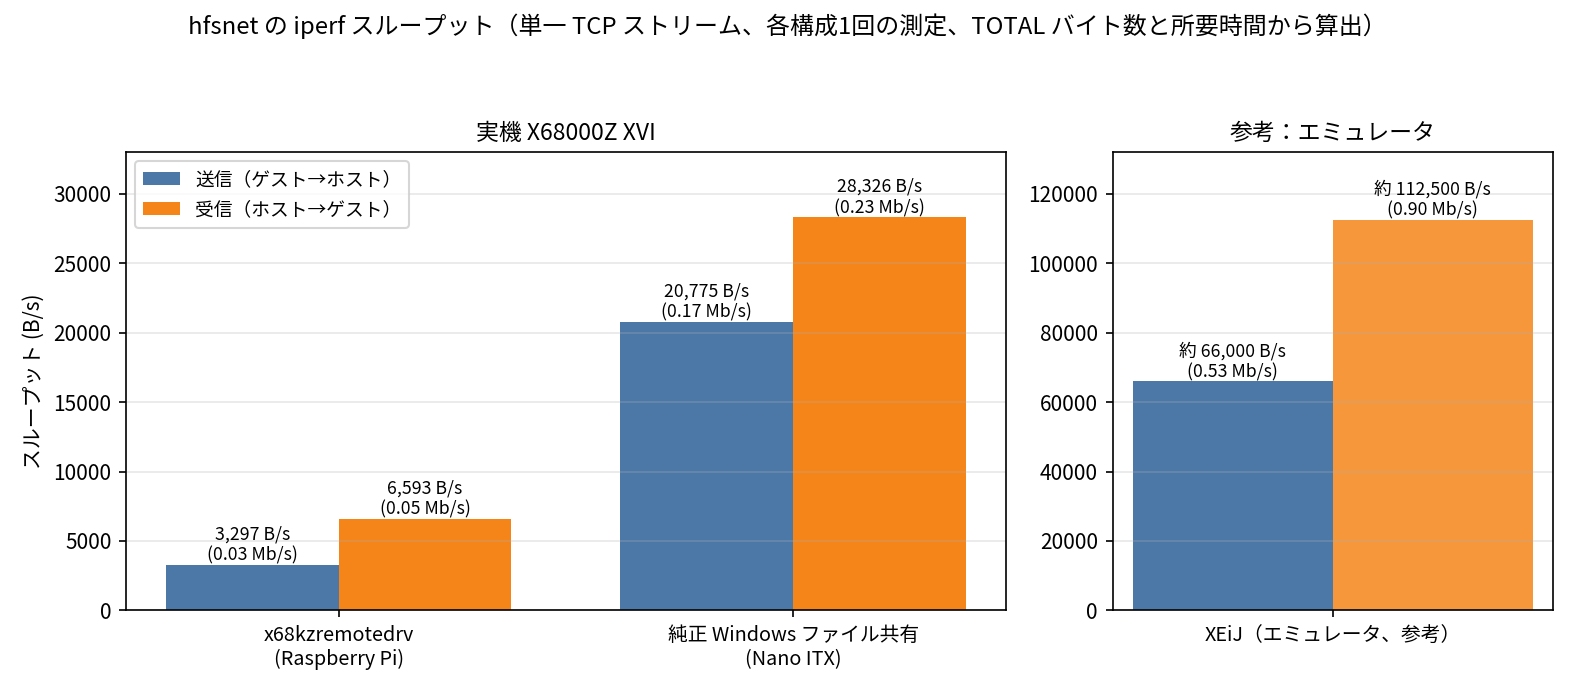 hfsnet の iperf スループット（単一 TCP ストリーム、各構成1回の測定、TOTAL バイト数と所要時間から算出）
実機 X68000Z XVI
スループット (B/s)
30000
25000
20000
15000
10000
5000
0
送信（ゲスト→ホスト）
受信（ホスト→ゲスト）
3,297 B/s
(0.03 Mb/s)
6,593 B/s
(0.05 Mb/s)
20,775 B/s
(0.17 Mb/s)
28,326 B/s
(0.23 Mb/s)
x68kzremotedrv
(Raspberry Pi)
純正 Windows ファイル共有
(Nano ITX)
参考：エミュレータ
120000
100000
80000
60000
40000
20000
0
約 66,000 B/s
(0.53 Mb/s)
約 112,500 B/s
(0.90 Mb/s)
XEiJ（エミュレータ、参考）